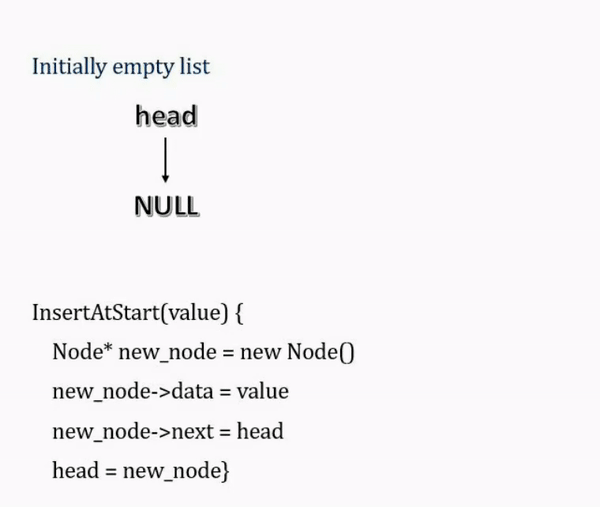 Initially empty list
head
NULL
InsertAtStart(value) {
Node* new_node = new Node()
new_node->data = value
new_node->next = head
head = new_node}